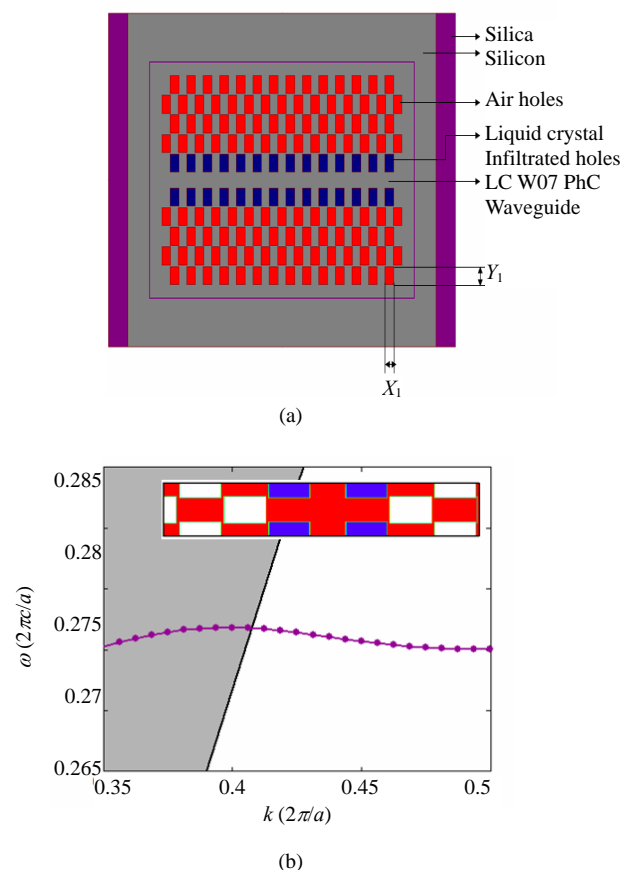 Silica
Silicon
Air holes
Liquid crystal
Infiltrated holes
LC W07 PhC
Waveguide
Y₁
X₁
(a)
0.285
0.28
0.275
0.27
0.265
ω (2πc/a)
0.35 0.4 0.45 0.5
k (2π/a)
(b)